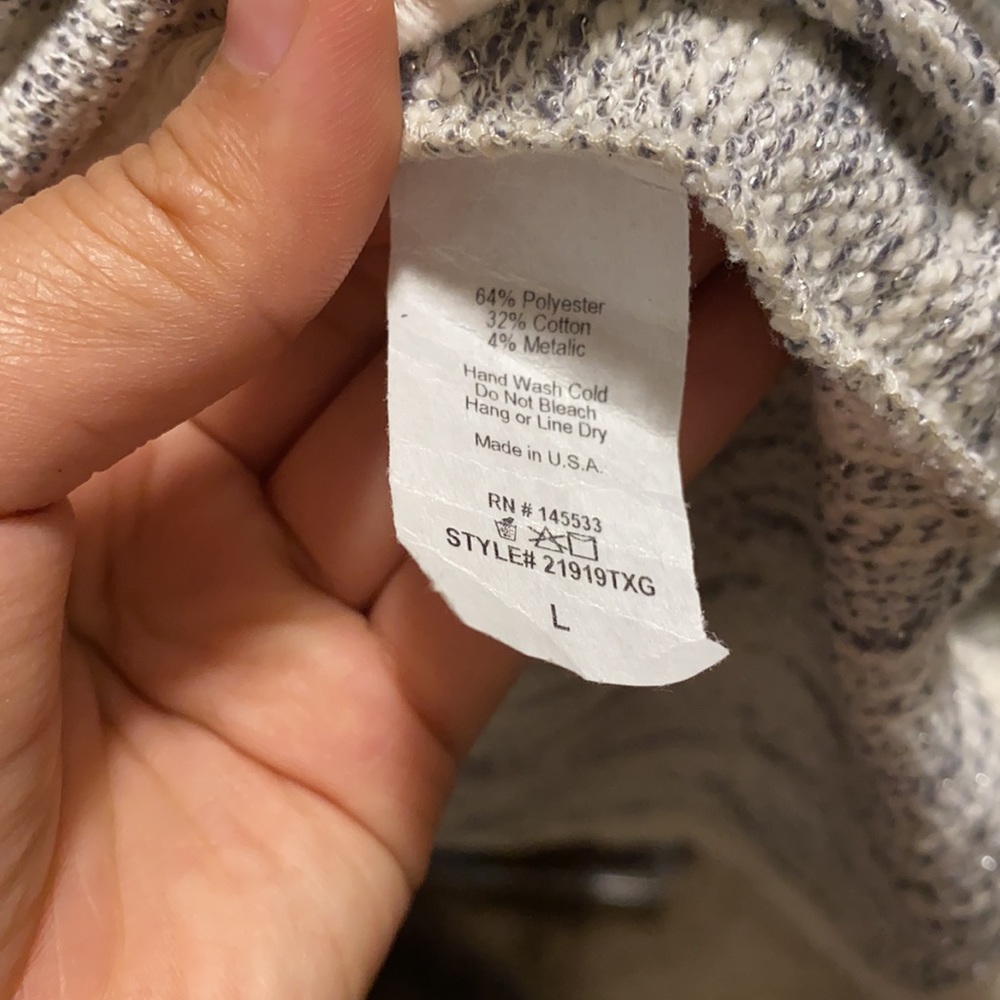 64% Polyester
32% Cotton
4% Metalic
Hand Wash Cold
Do Not Bleach
Hang or Line Dry
Made in U.S.A.
RN # 145533
STYLE# 21919TXG
L